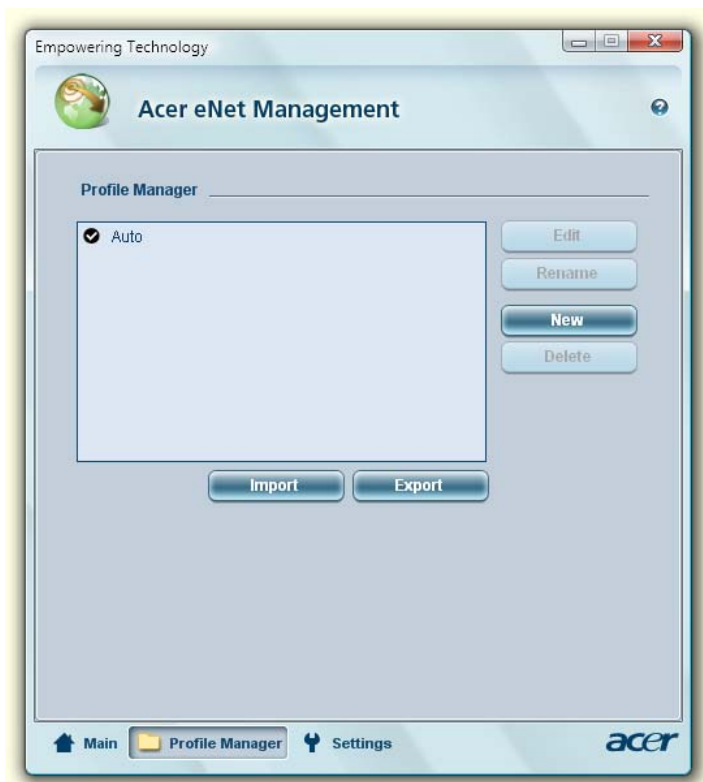 Empowering Technology
Acer eNet Management
Profile Manager
Auto
Edit
Rename
New
Delete
Import Export
Main Profile Manager Settings acer